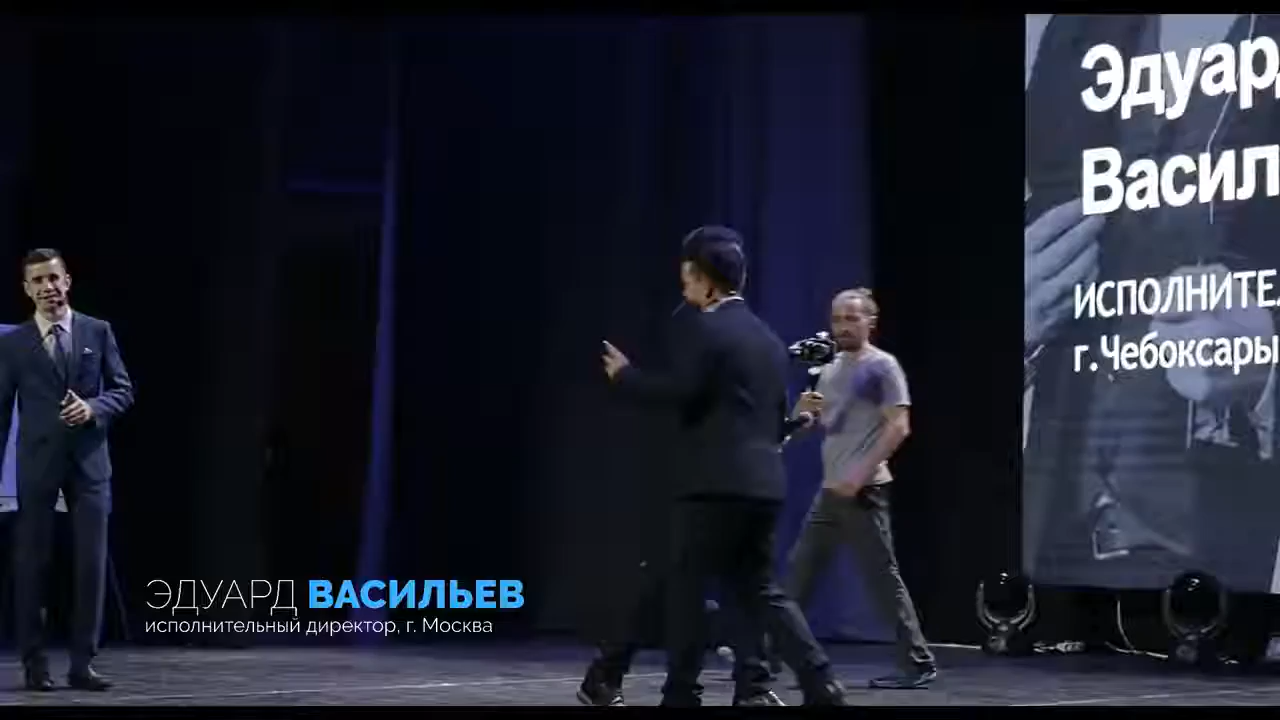 Эдуар
Васил
ИСПОЛНИТЕ
г.Чебоксары
ЭДУАРД ВАСИЛЬЕВ
исполнительный директор, г. Москва